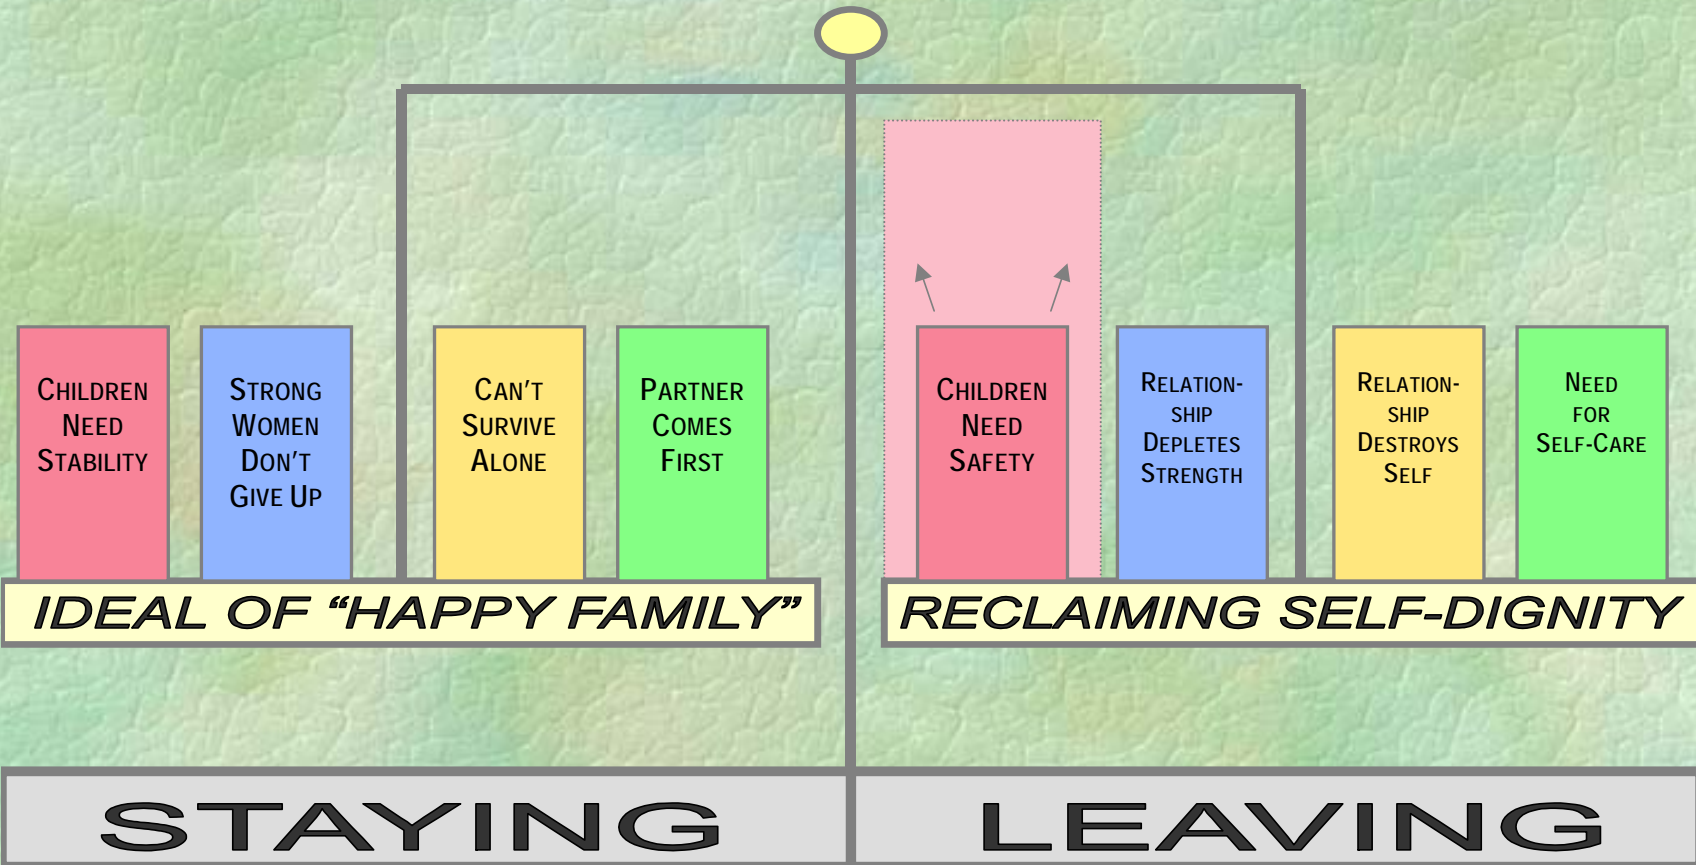 CHILDREN
NEED
STABILITY
STRONG
WOMEN
DON'T
GIVE UP
CAN'T
SURVIVE
ALONE
PARTNER
COMES
FIRST
CHILDREN
NEED
SAFETY
RELATION-
SHIP
DEPLETES
STRENGTH
RELATION-
SHIP
DESTROYS
SELF
NEED
FOR
SELF-CARE
IDEAL OF “HAPPY FAMILY”
RECLAIMING SELF-DIGNITY
STAYING
LEAVING